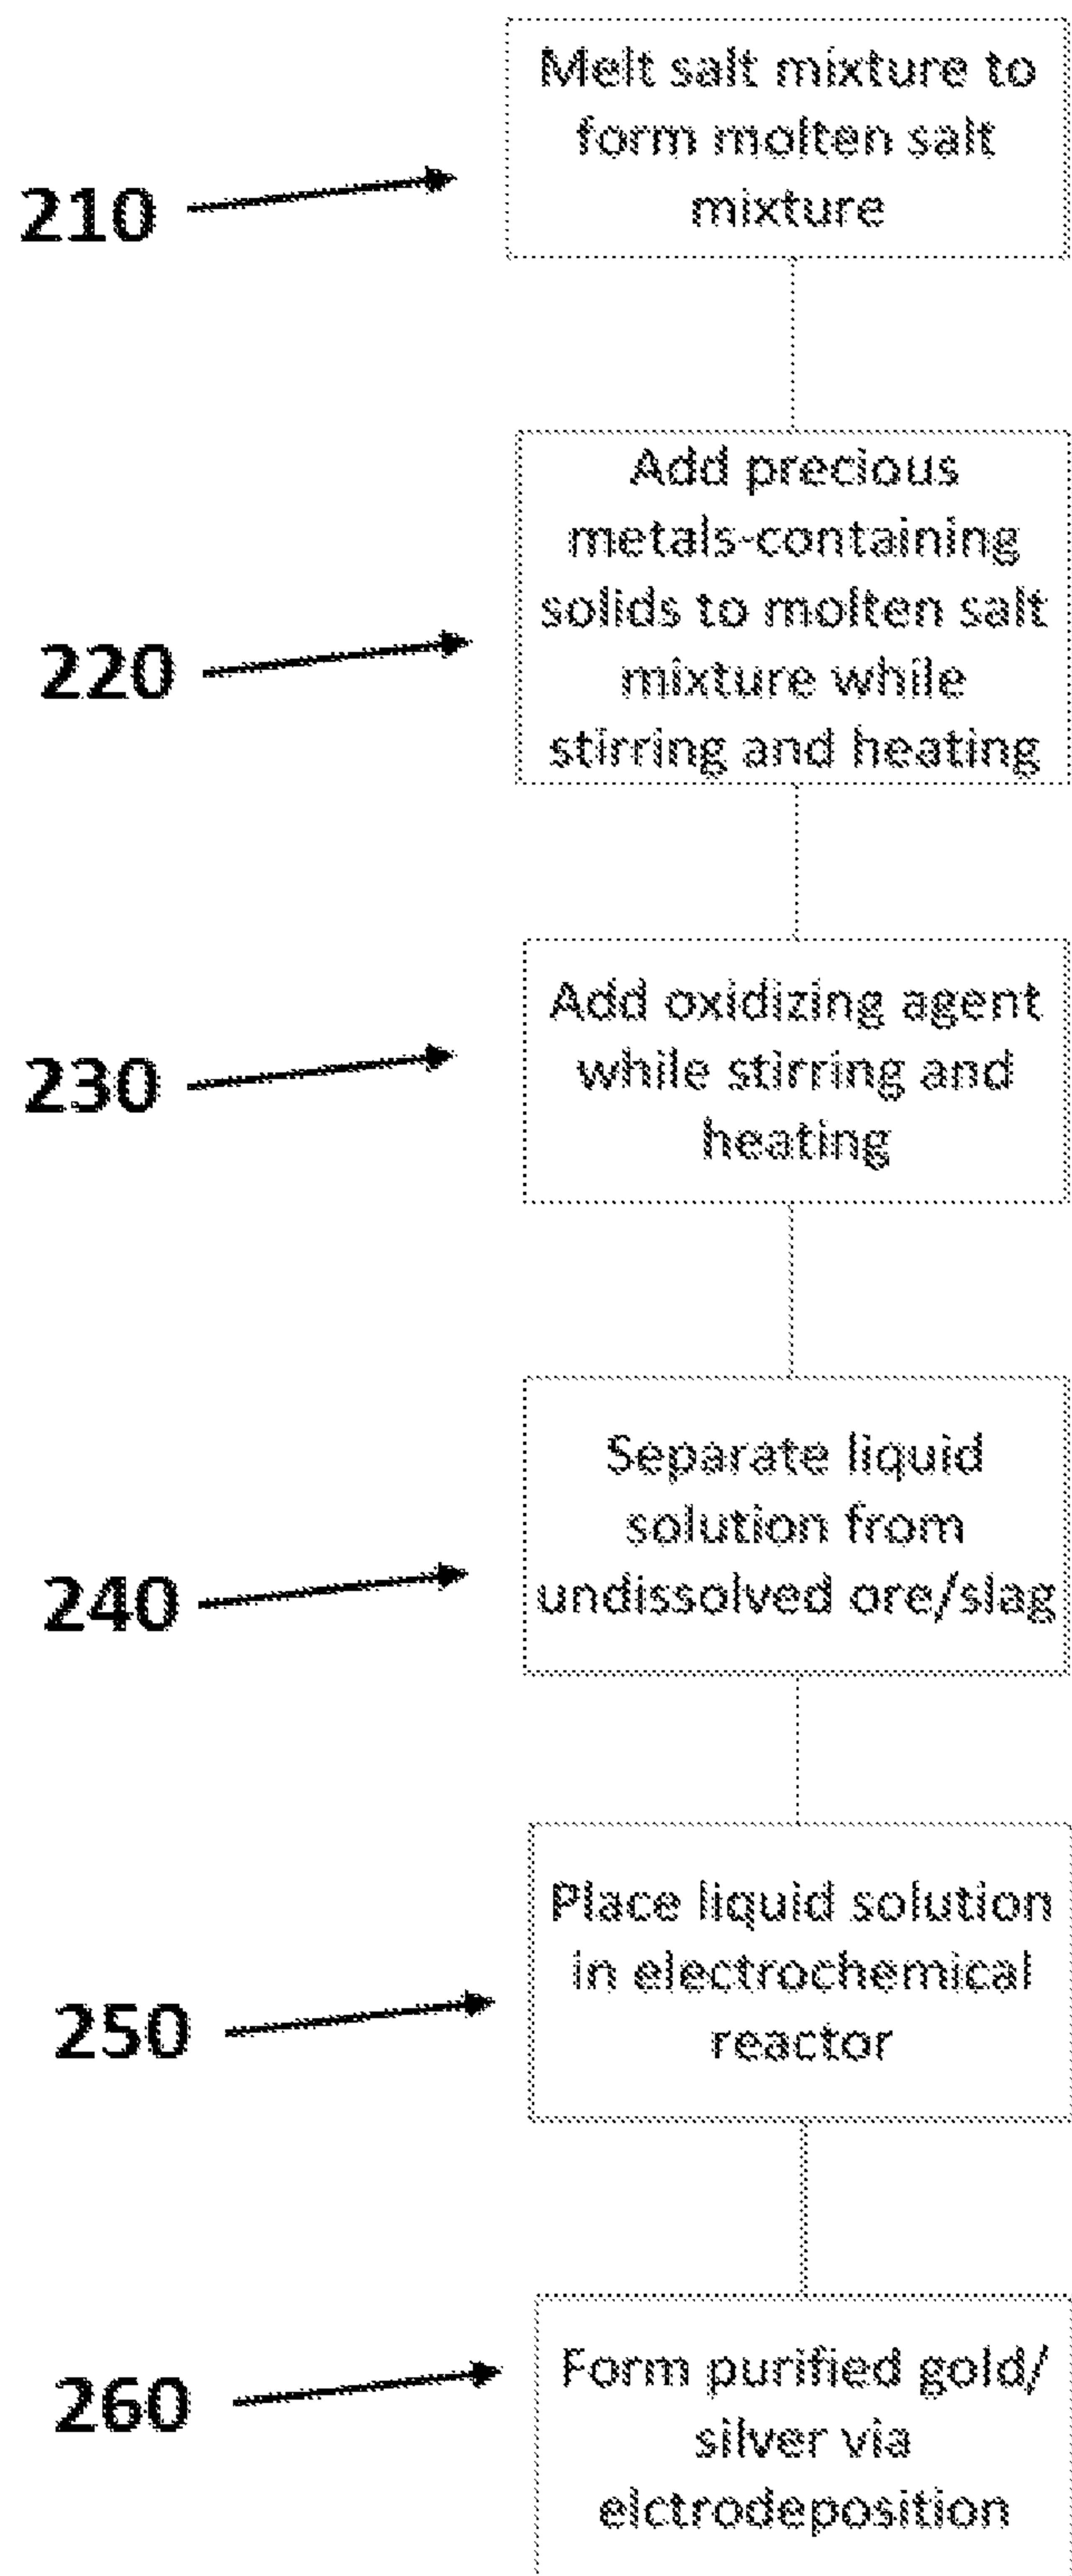 Melt salt mixture to
form molten salt
mixture
210
Add precious
metals-containing
solids to molten salt
mixture while
stirring and heating
220
Add oxidizing agent
while stirring and
heating
230
Separate liquid
solution from
undissolved ore/slag
240
Place liquid solution
in electrochemical
reactor
250
Form purified gold/
silver via
elctrodeposition
260